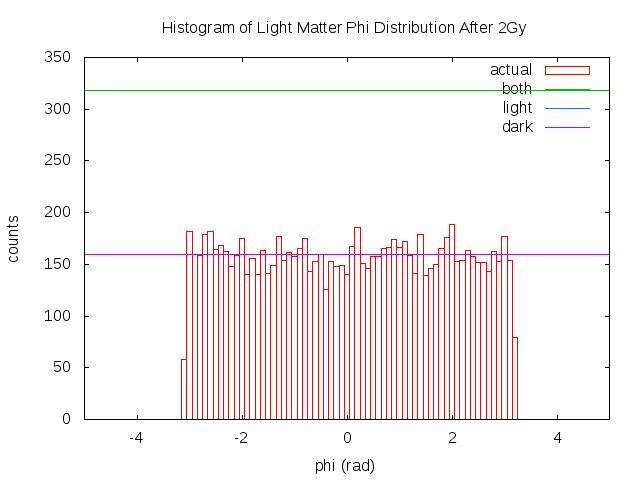 Histogram of Light Matter Phi Distribution After 2Gy
350
300
250
200
150
100
50
0
counts
actual
both
light
dark
-4 -2 0 2 4
phi (rad)